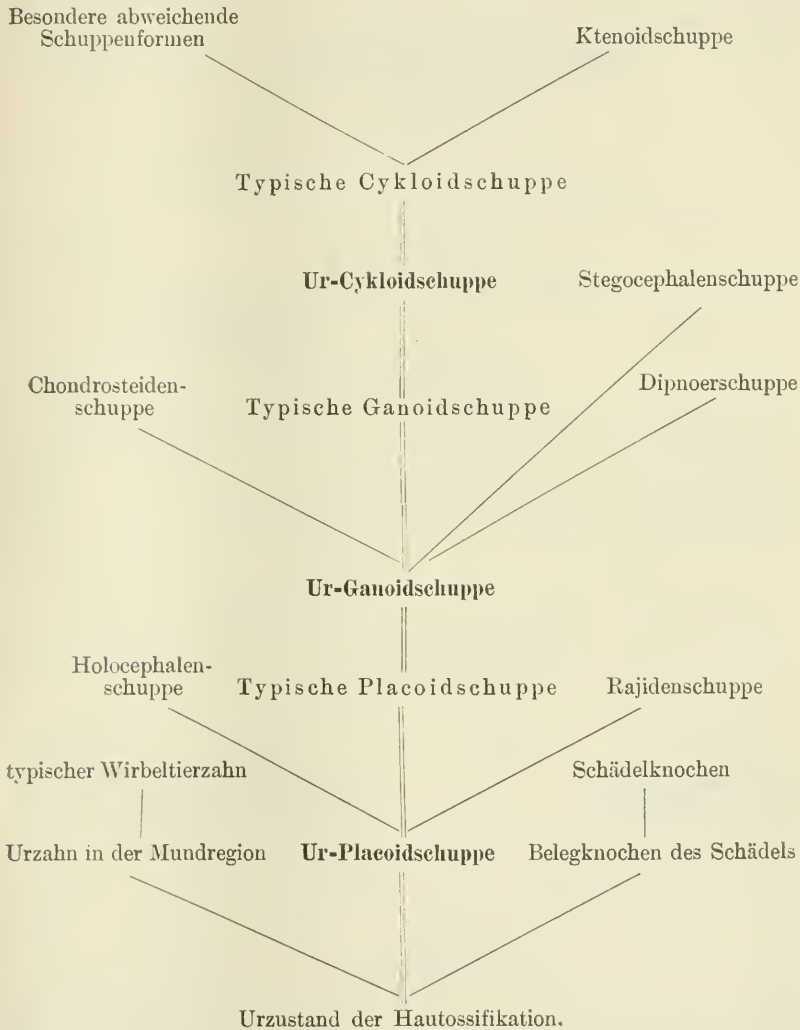 Besondere abweichende
Schuppenformen
Ktenoidschuppe
Typische Cykloidschuppe
Ur-Cykloidschuppe
Stegocephalenschuppe
Chondrosteiden-
schuppe
Typische Ganoidschuppe
Dipnoerschuppe
Ur-Ganoidschuppe
Holocephalen-
schuppe
Typische Placoidschuppe
Rajidenschuppe
typischer Wirbeltierzahn
Schädelknochen
Urzahn in der Mundregion
Ur-Placoidschuppe
Belegknochen des Schädels
Urzustand der Hautossifikation.